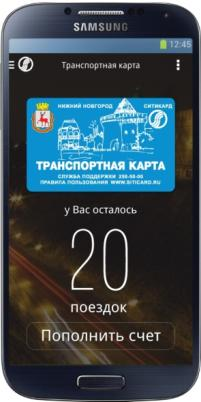 SAMSUNG
12:45
Транспортная карта
НИЖНИЙ НОВГОРОД СИТИКАРД
ТРАНСПОРТНАЯ КАРТА
СЛУЖБА ПОДДЕРЖКИ 250-50-00
ПРАВИЛА ПОЛЬЗОВАНИЯ WWW.SITICARD.RU
у Вас осталось
20
поездок
Пополнить счет